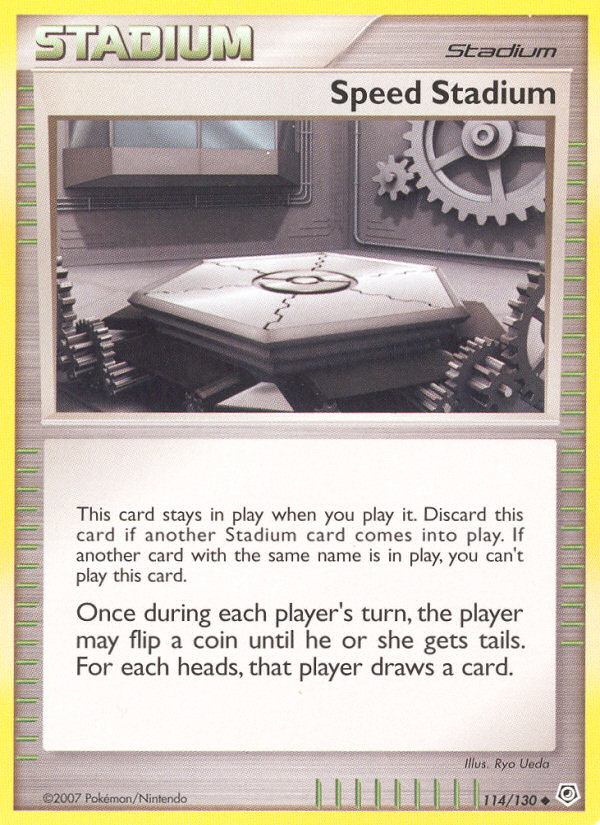 STADIUM
Stadium
Speed Stadium
This card stays in play when you play it. Discard this
card if another Stadium card comes into play. If
another card with the same name is in play, you can't
play this card.
Once during each player's turn, the player
may flip a coin until he or she gets tails.
For each heads, that player draws a card.
Illus. Ryo Ueda
©2007 Pokémon/Nintendo
114/130